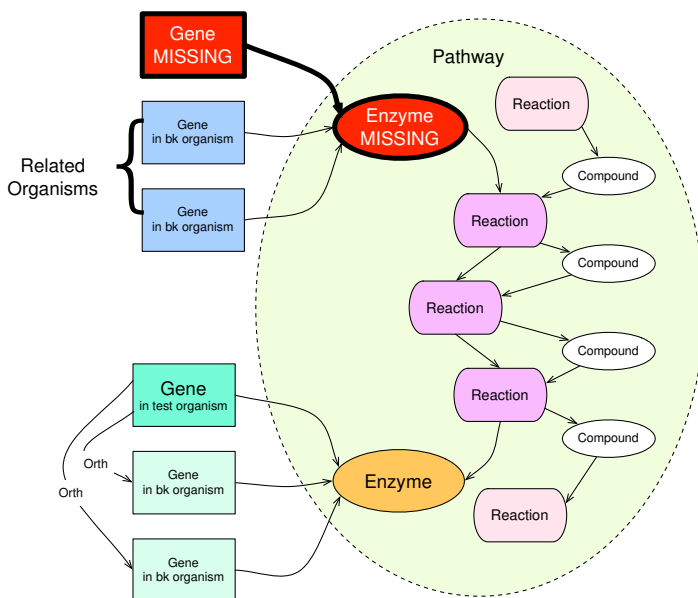 Gene
MISSING
Pathway
Reaction
Enzyme
MISSING
Gene
in bk organism
Related
Organisms
Compound
Gene
in bk organism
Reaction
Compound
Reaction
Compound
Gene
in test organism
Reaction
Compound
Orth
Gene
in bk organism
Orth
Enzyme
Reaction
Gene
in bk organism